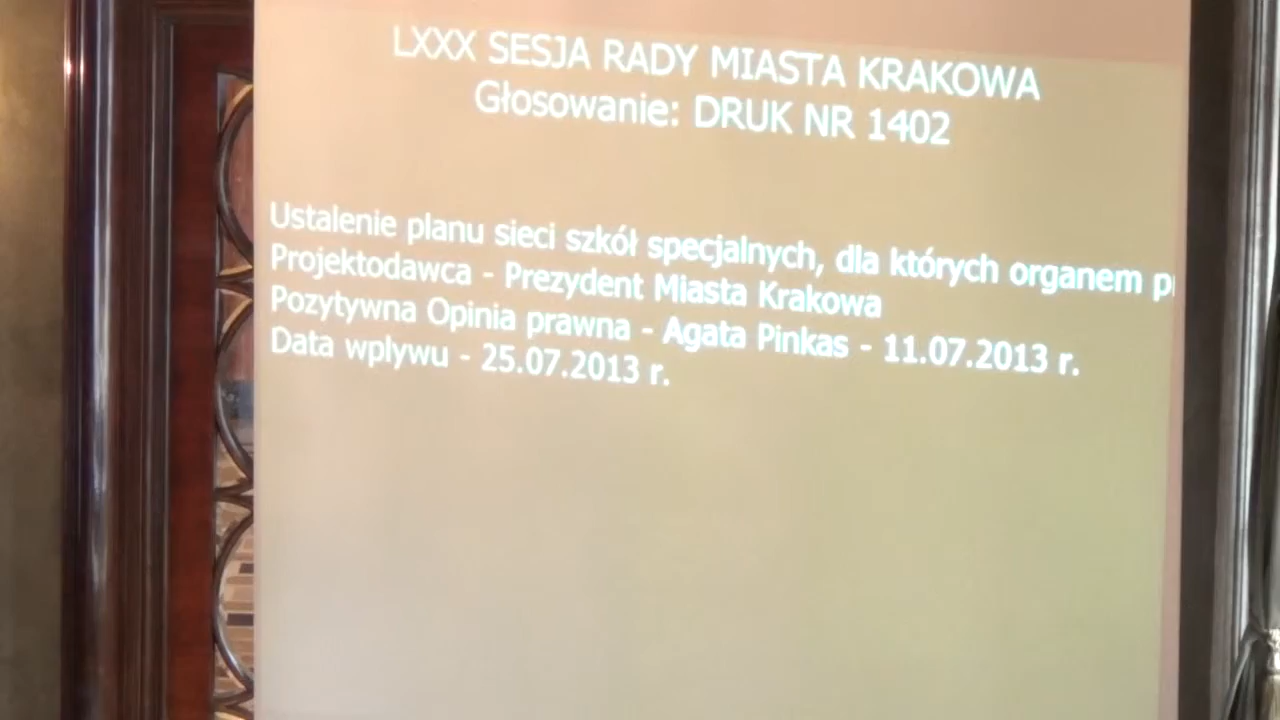 LXXX SESJA RADY MIASTA KRAKOWA
Głosowanie: DRUK NR 1402
Ustalenie planu sieci szkół specjalnych, dla których organem
Projektodawca - Prezydent Miasta Krakowa
Pozytywna Opinia prawna - Agata Pinkas - 11.07.2013 r.
Data wpływu - 25.07.2013 r.